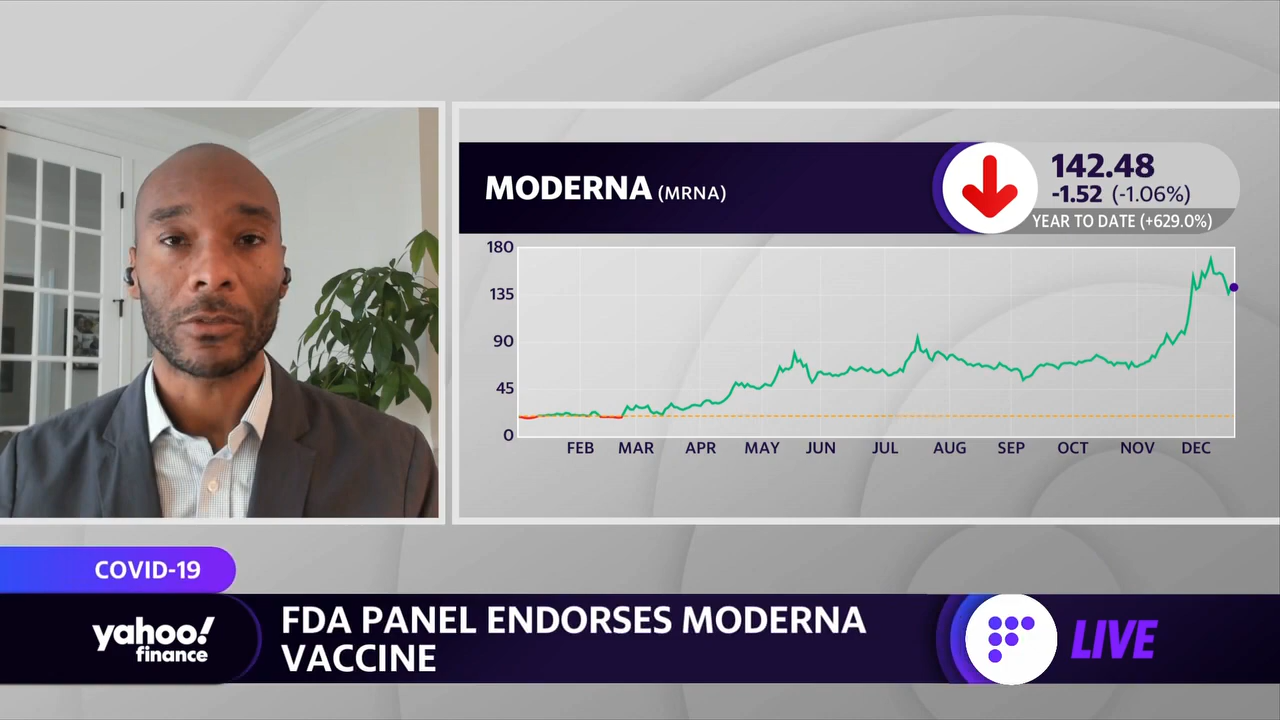 MODERNA (MRNA)
142.48
-1.52 (-1.06%)
YEAR TO DATE (+629.0%)
180
135
90
45
0
FEB MAR APR MAY JUN JUL AUG SEP OCT NOV DEC
COVID-19
yahoo!
finance
FDA PANEL ENDORSES MODERNA
VACCINE
LIVE